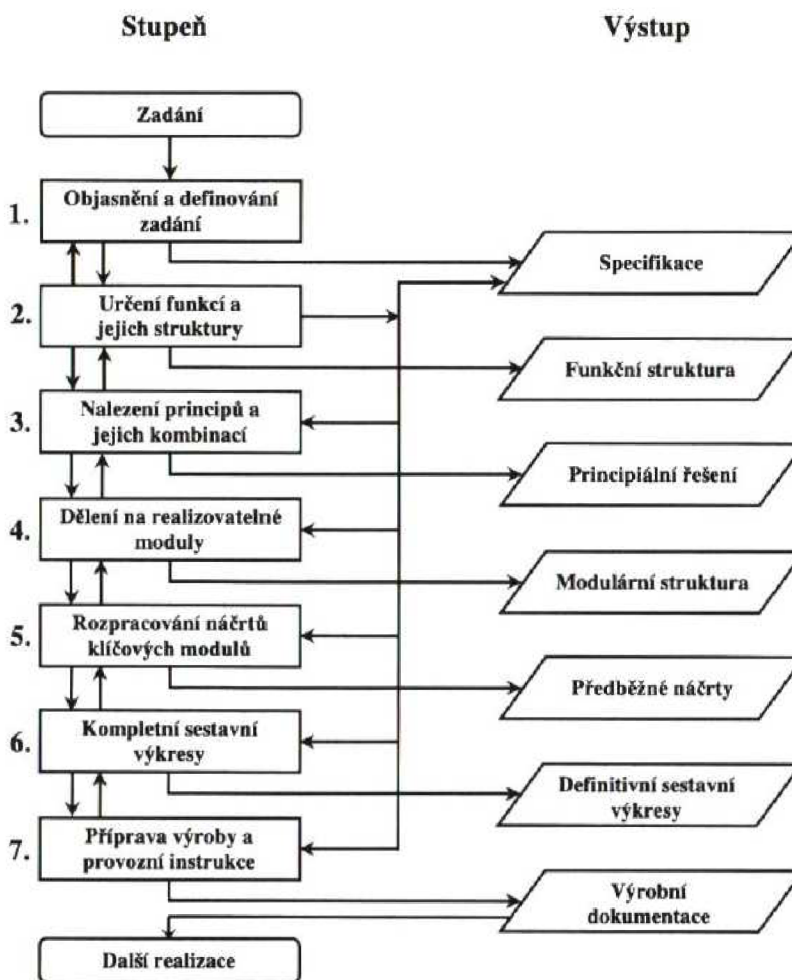 Stupeň
Výstup
Zadání
1.
Objasnění a definování
zadání
Specifikace
2.
Určení funkcí a
jejich struktury
Funkční struktura
3.
Nalezení principů a
jejich kombinací
Principiální řešení
4.
Dělení na realizovatelné
moduly
Modulární struktura
5.
Rozpracování náčrtů
klíčových modulů
Předběžné náčrty
6.
Kompletní sestavní
výkresy
Definitivní sestavní
výkresy
7.
Příprava výroby a
provozní instrukce
Výrobní
dokumentace
Další realizace